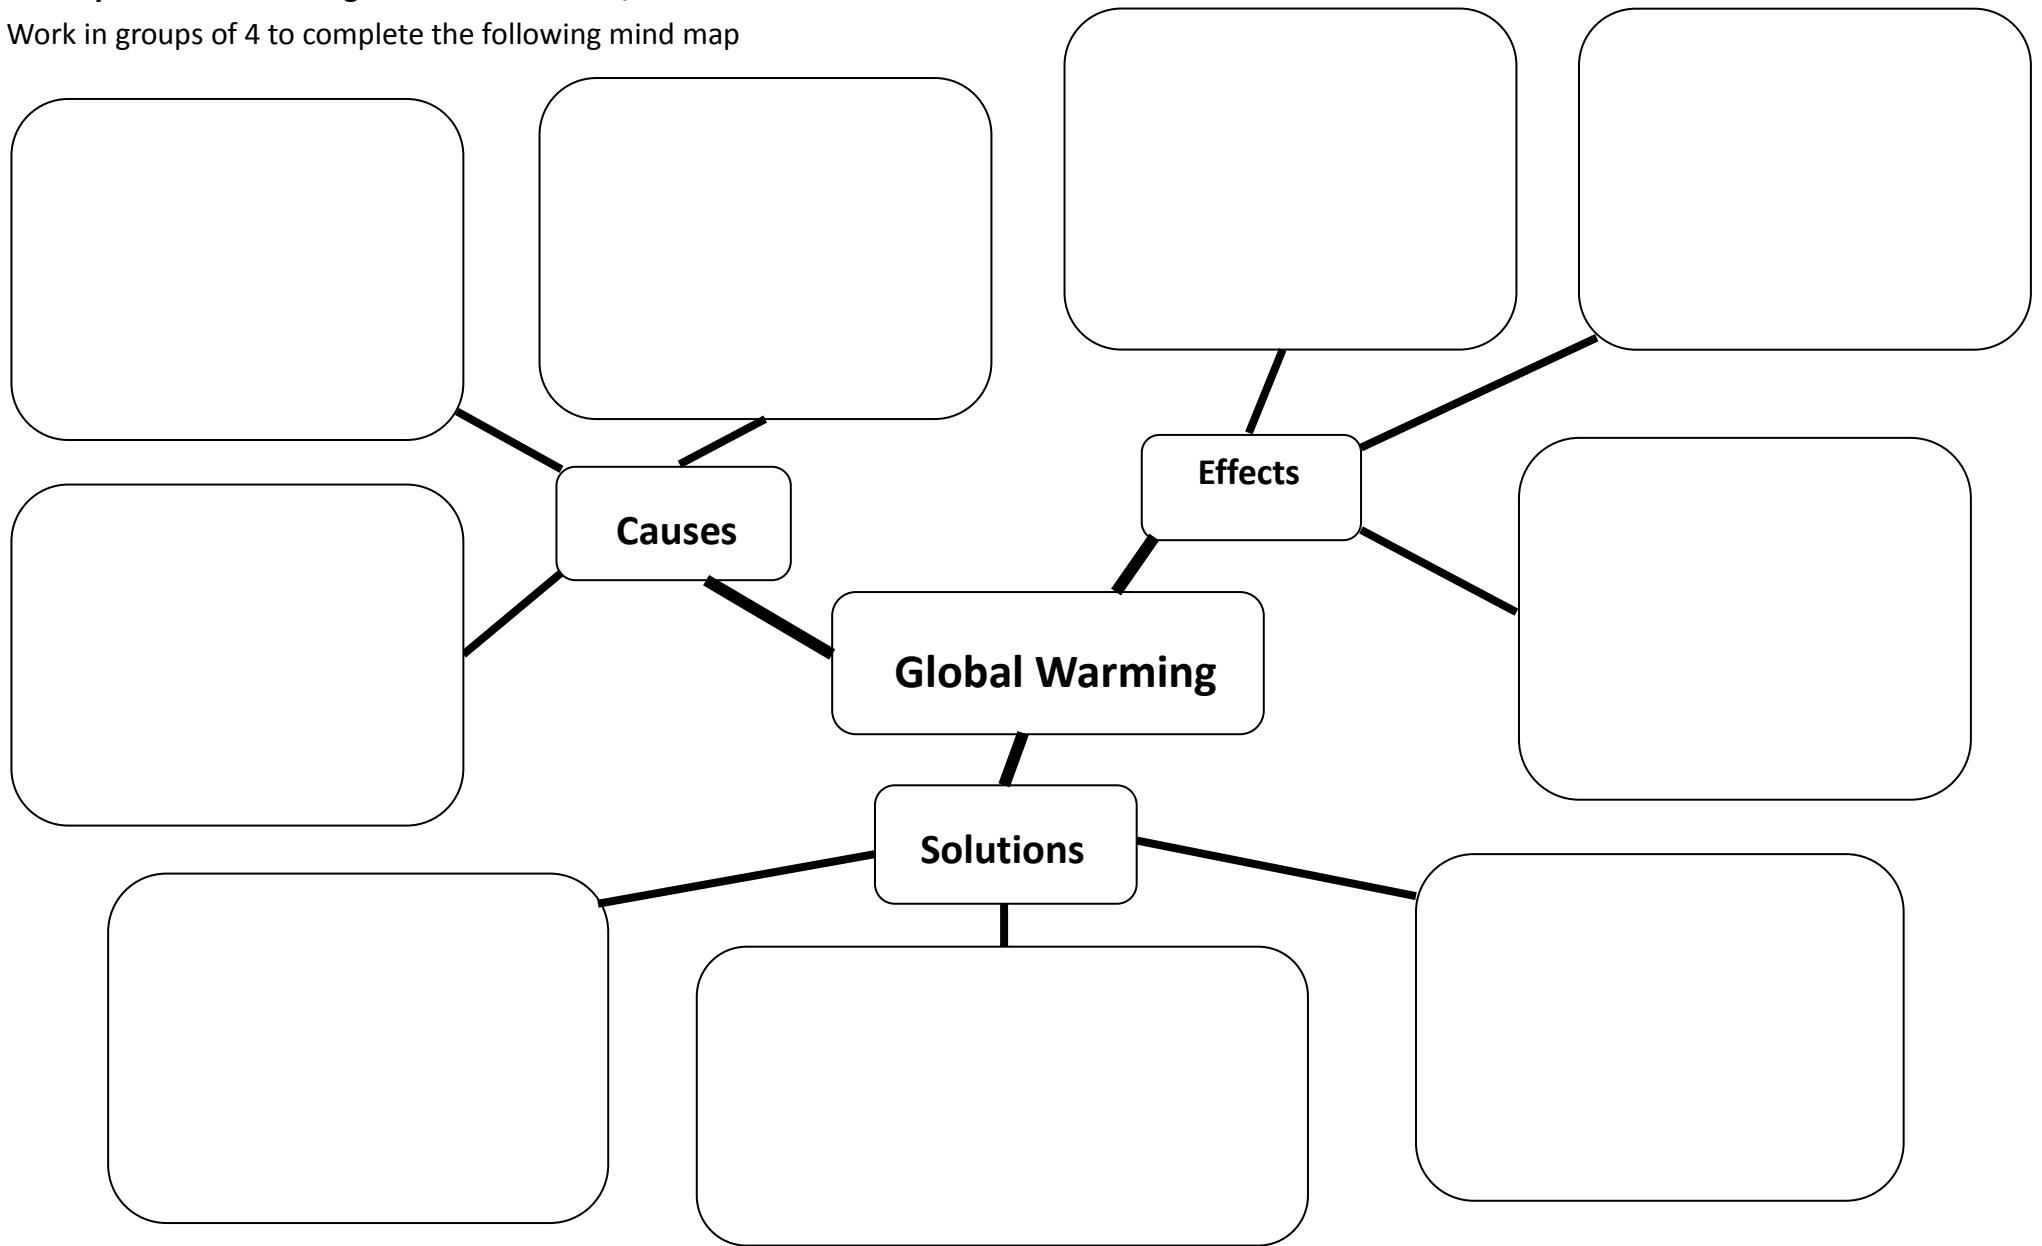 Work in groups of 4 to complete the following mind map
Effects
Causes
Global Warming
Solutions